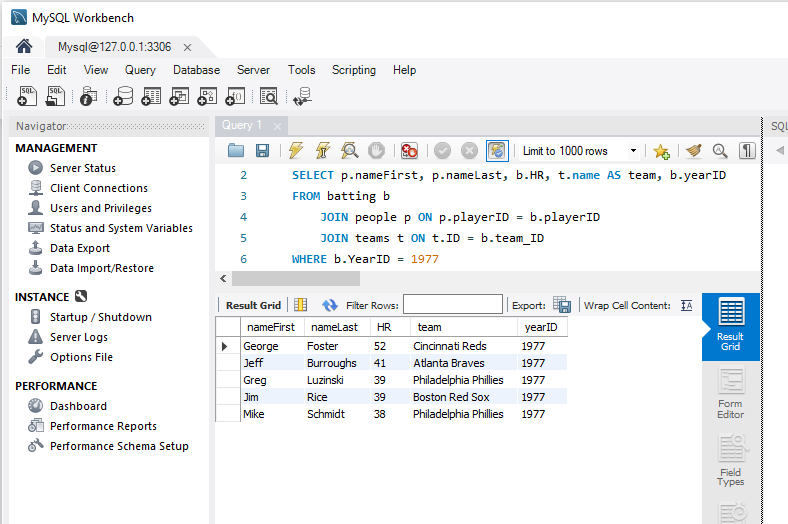 MySQL Workbench
Mysql@127.0.0.1:3306 ×
File Edit View Query Database Server Tools Scripting Help
SQL SQL
Navigator
MANAGEMENT
Server Status
Client Connections
Users and Privileges
Status and System Variables
Data Export
Data Import/Restore
INSTANCE
Startup / Shutdown
Server Logs
Options File
PERFORMANCE
Dashboard
Performance Reports
Performance Schema Setup
Query 1 ×
Limit to 1000 rows
2 SELECT p.nameFirst, p.nameLast, b.HR, t.name AS team, b.yearID
3 FROM batting b
4 JOIN people p ON p.playerID = b.playerID
5 JOIN teams t ON t.ID = b.team_ID
6 WHERE b.YearID = 1977
Result Grid Filter Rows: Export: Wrap Cell Content: IA
nameFirst nameLast HR team yearID
George Foster 52 Cincinnati Reds 1977
Jeff Burroughs 41 Atlanta Braves 1977
Greg Luzinski 39 Philadelphia Phillies 1977
Jim Rice 39 Boston Red Sox 1977
Mike Schmidt 38 Philadelphia Phillies 1977
Result
Grid
Form
Editor
Field
Types
SQL